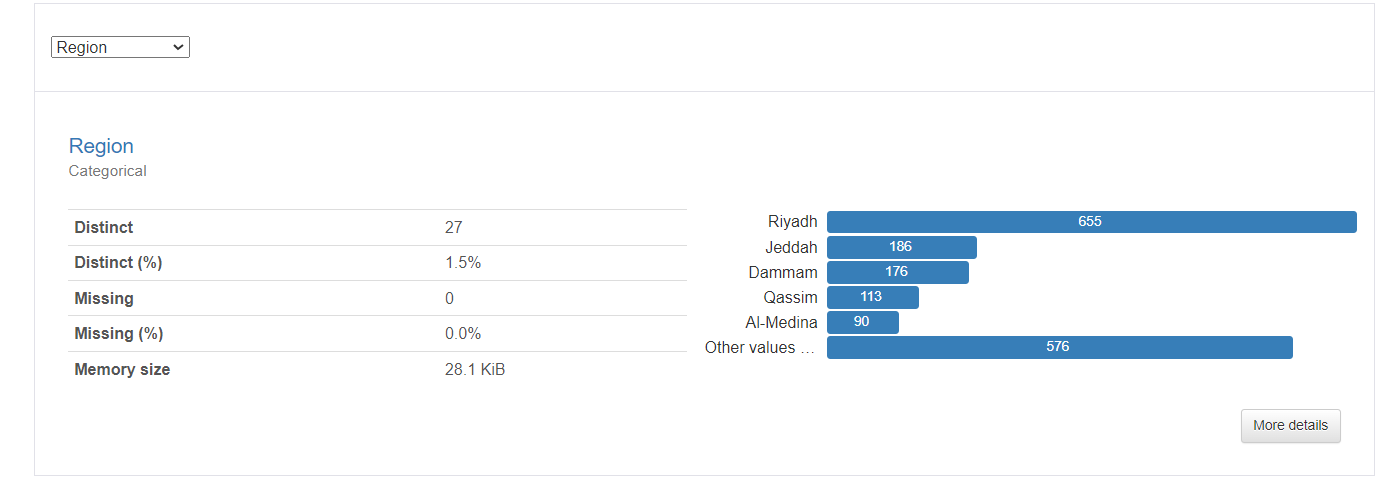 Region
Region
Categorical
Distinct 27
Distinct (%) 1.5%
Missing 0
Missing (%) 0.0%
Memory size 28.1 KiB
Riyadh 655
Jeddah 186
Dammam 176
Qassim 113
Al-Medina 90
Other values … 576
More details